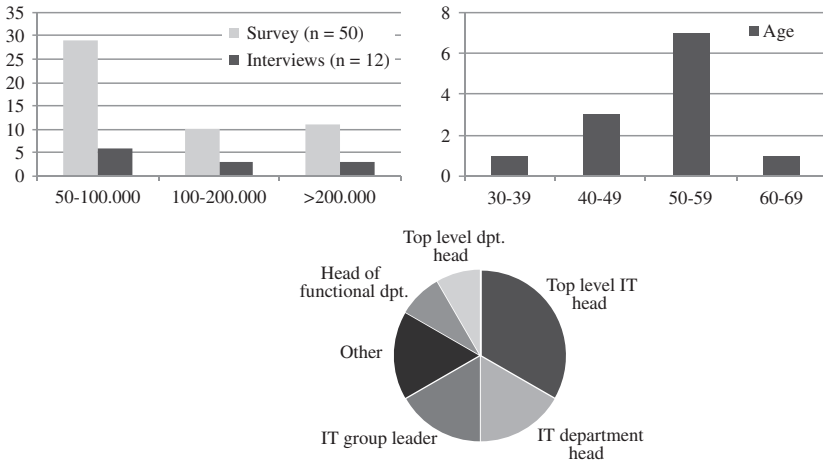 35
30
25
20
15
10
5
0
Survey (n = 50)
Interviews (n = 12)
50-100.000 100-200.000 >200.000
8
6
4
2
0
Age
30-39 40-49 50-59 60-69
Top level dpt.
head
Head of
functional dpt.
Top level IT
head
Other
IT group leader
IT department
head